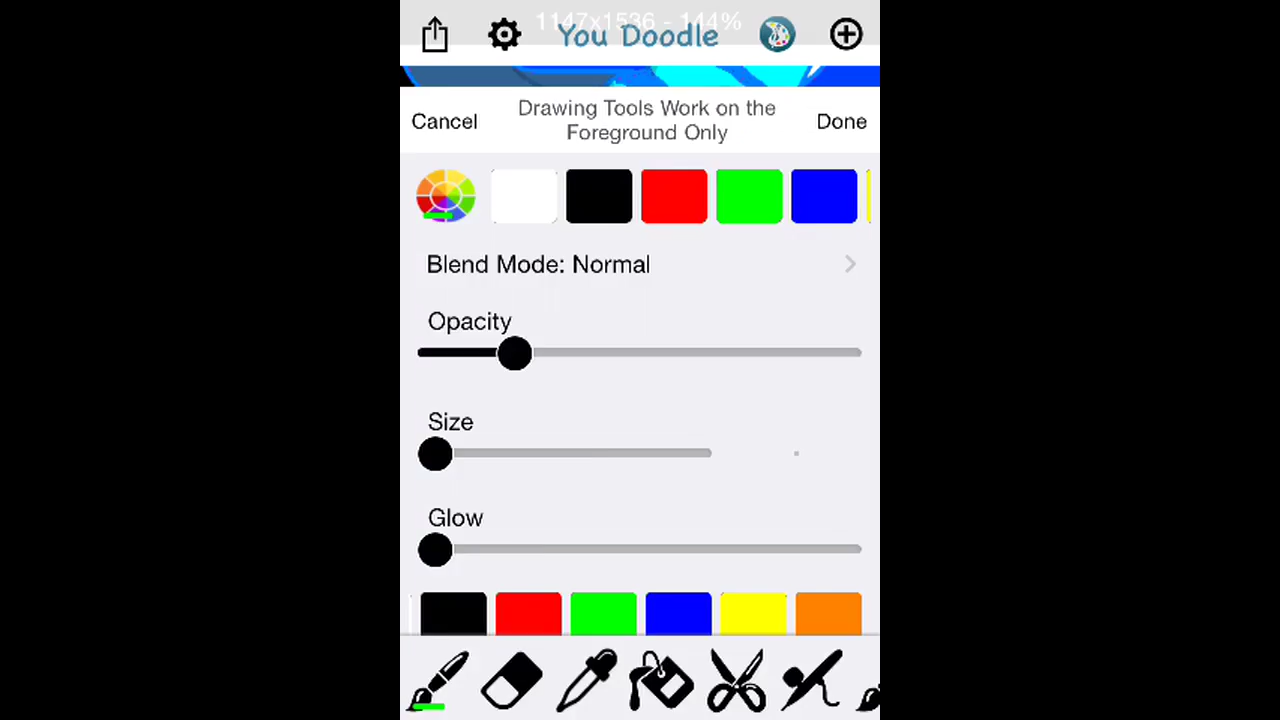 1147x1536 - 144%
You Doodle
Cancel
Drawing Tools Work on the
Foreground Only
Done
Blend Mode: Normal
Opacity
Size
Glow